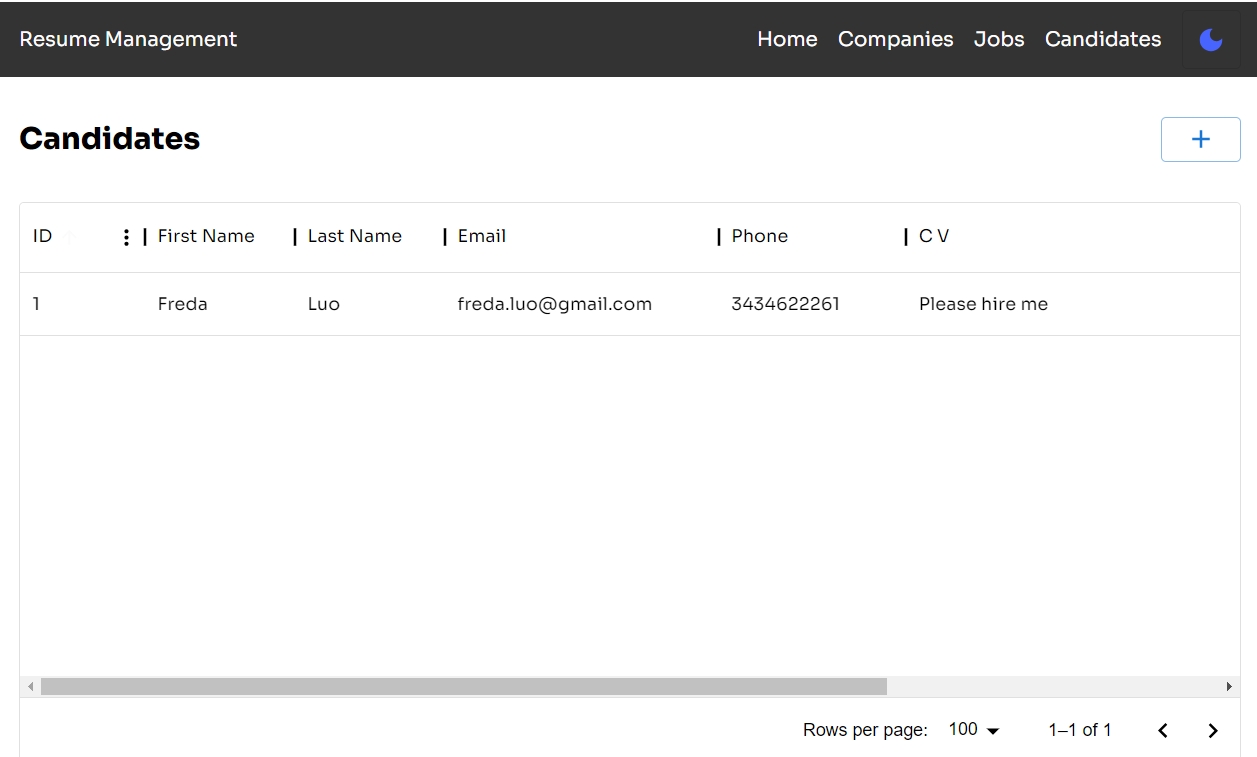 Resume Management Home Companies Jobs Candidates
Candidates
ID First Name Last Name Email Phone C V
1 Freda Luo freda.luo@gmail.com 3434622261 Please hire me
Rows per page: 100 1–1 of 1